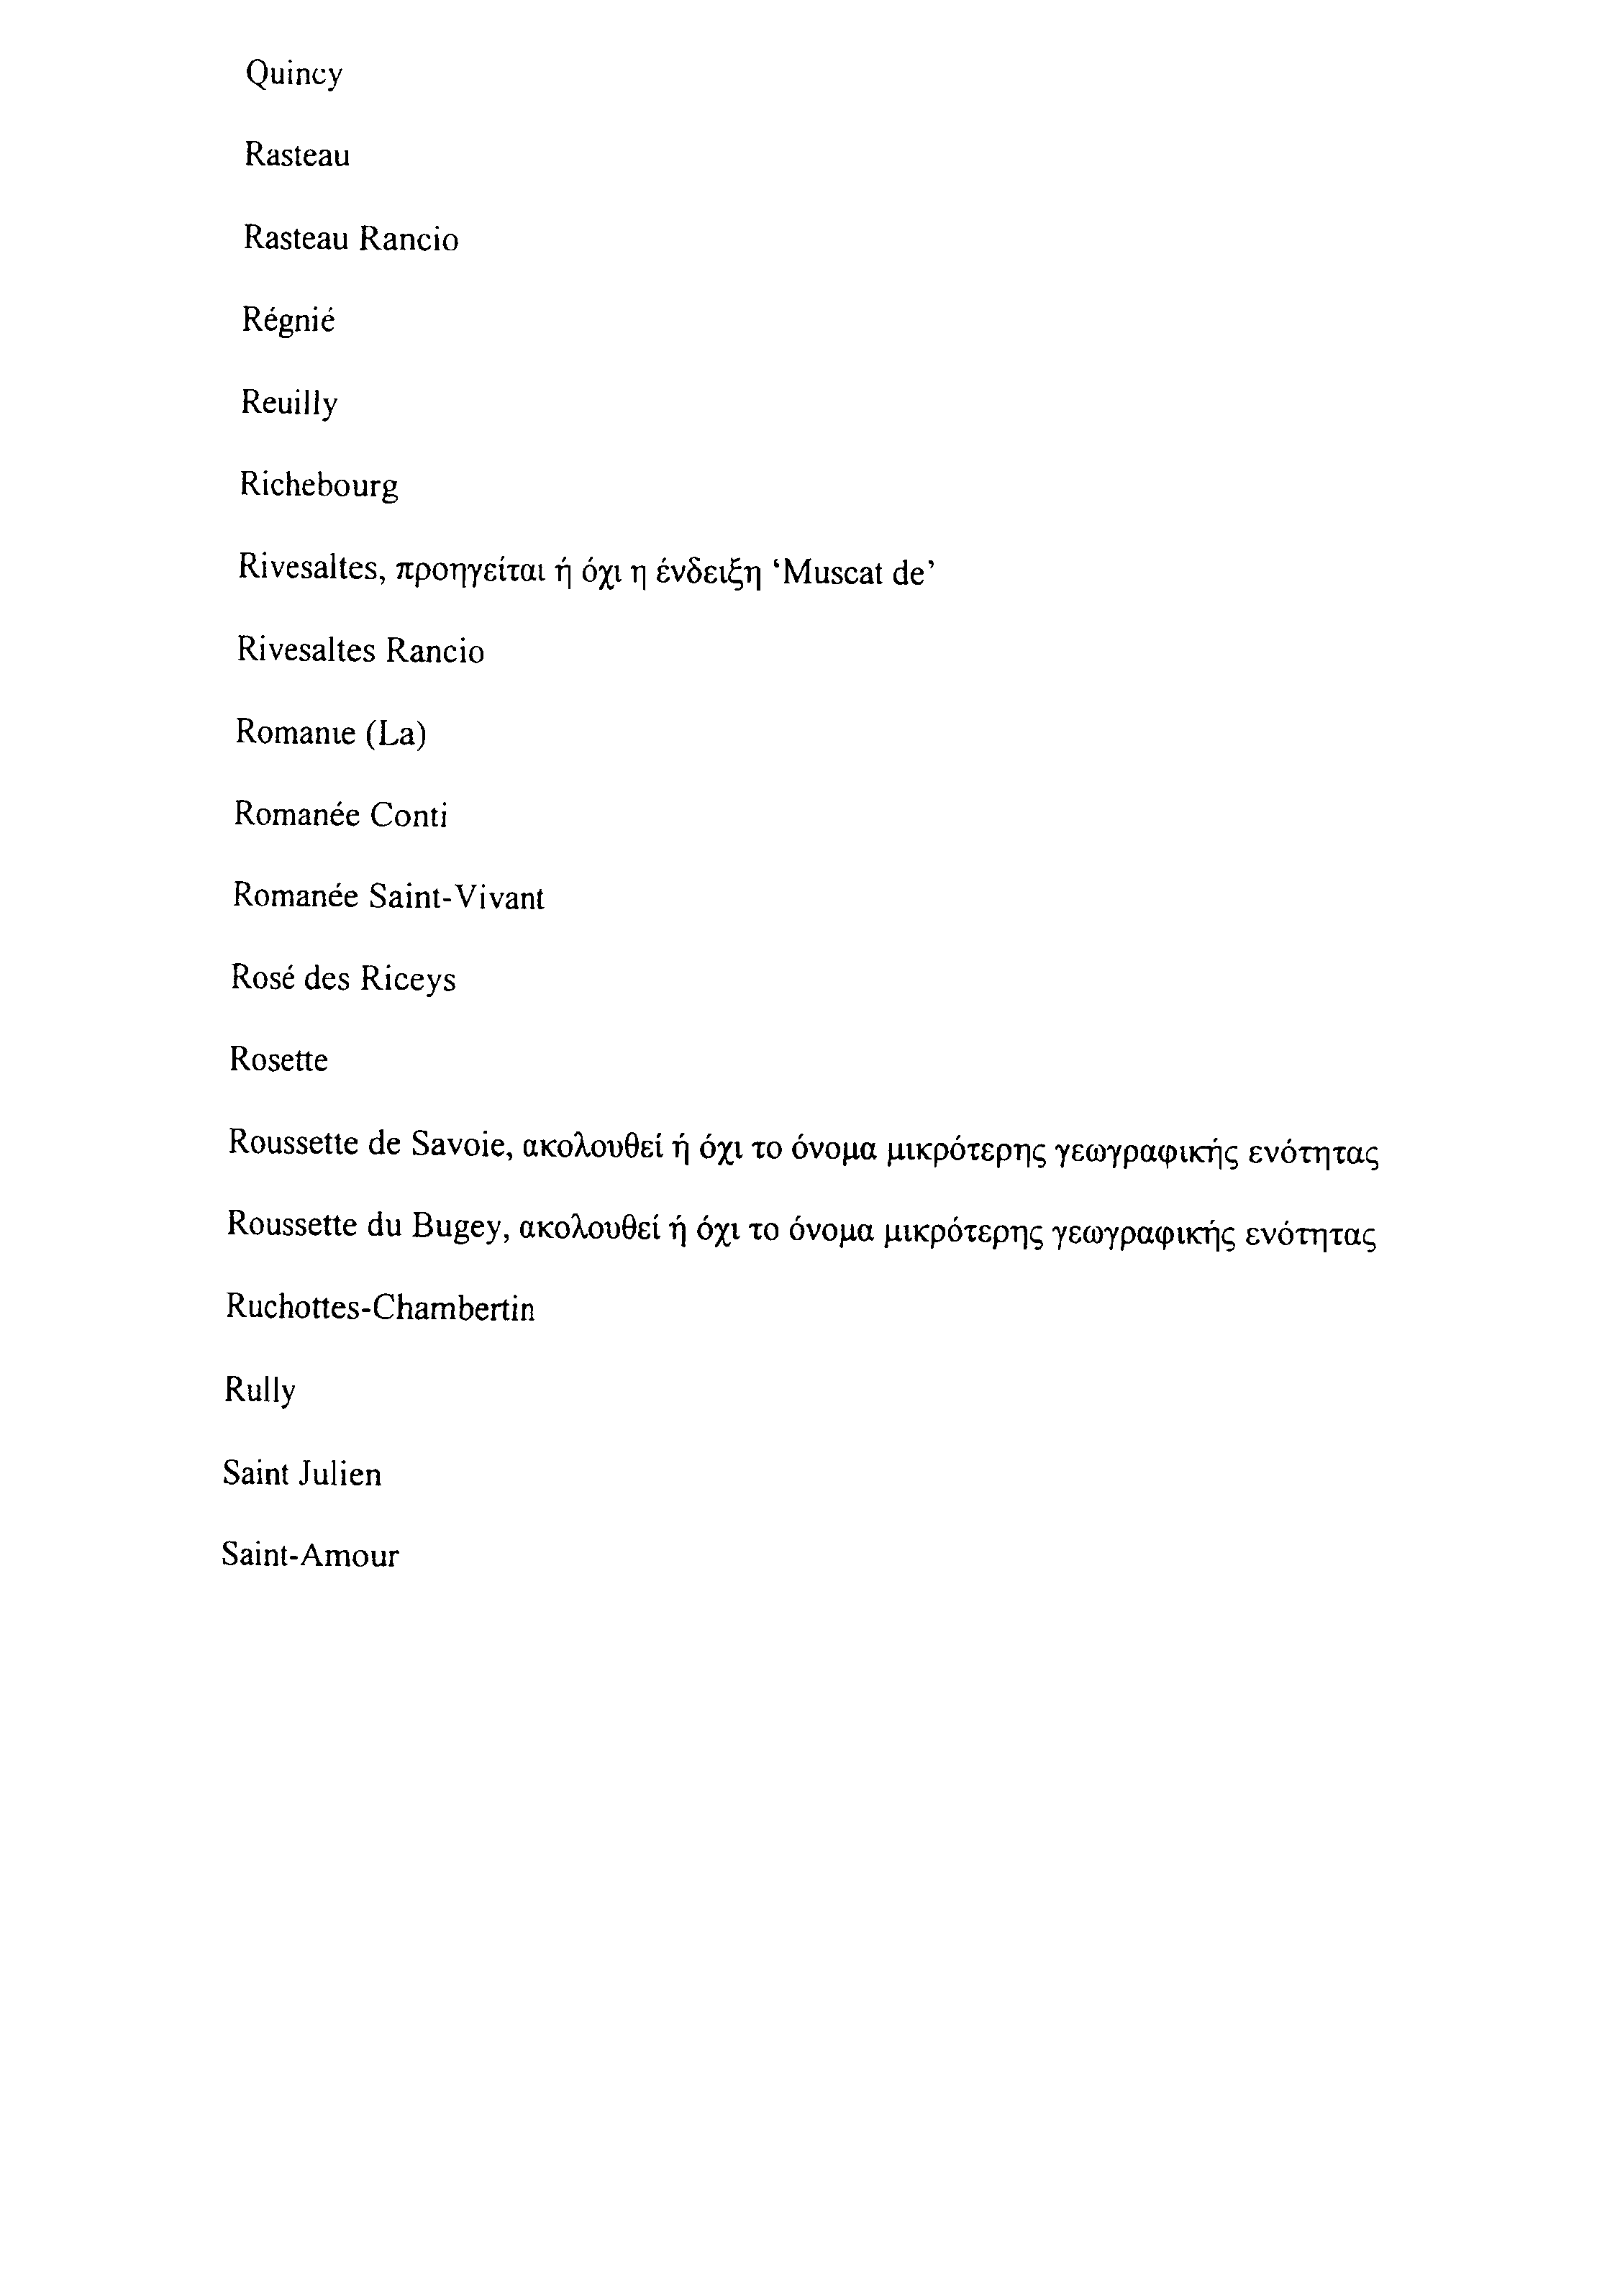 Quincy
Rasteau
Rasteau Rancio
Régnié
Reuilly
Richebourg
Rivesaltes, προηγείται ή όχι η ένδειξη ‘Muscat de’
Rivesaltes Rancio
Romanıe (La)
Romanée Conti
Romanée Saint-Vivant
Rosé des Riceys
Rosette
Roussette de Savoie, ακολουθεί ή όχι το όνομα μικρότερης γεωγραφικής ενότητας
Roussette du Bugey, ακολουθεί ή όχι το όνομα μικρότερης γεωγραφικής ενότητας
Ruchottes-Chambertin
Rully
Saint Julien
Saint-Amour